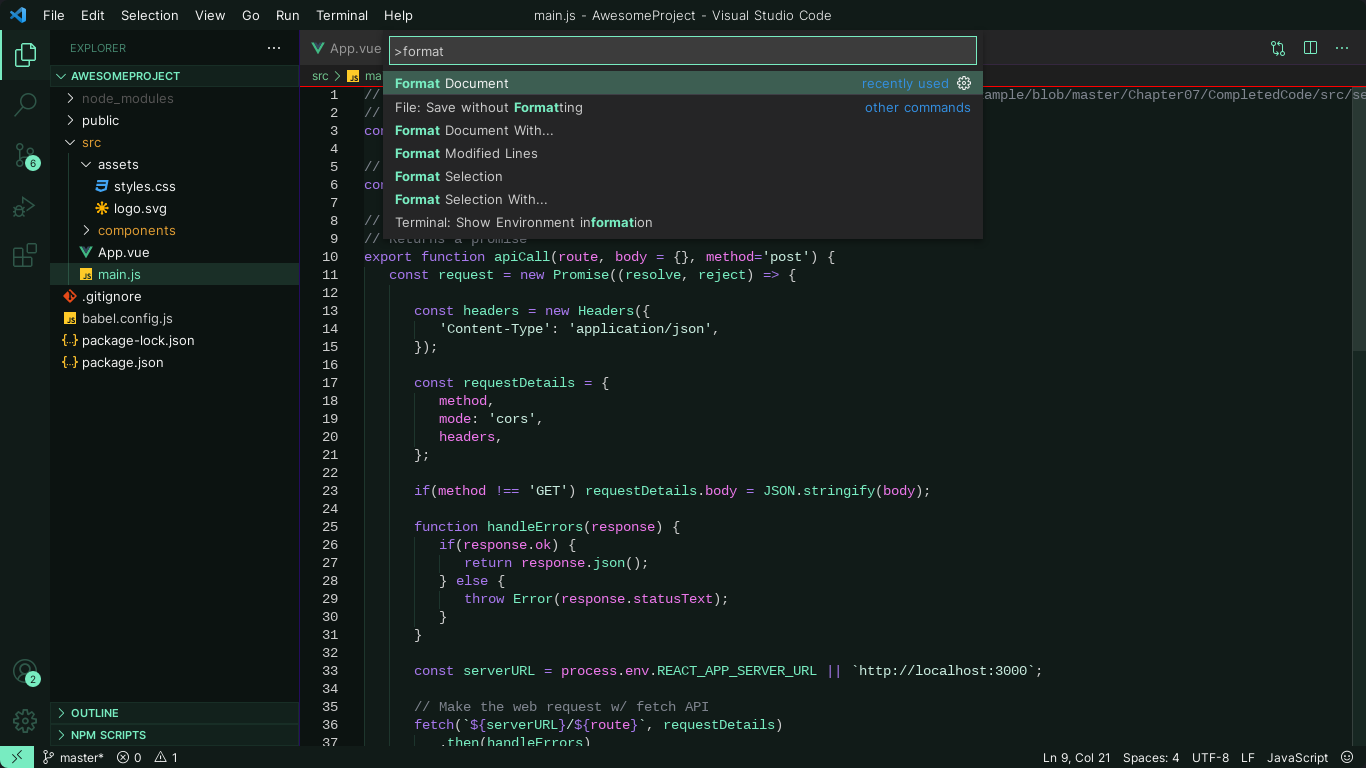 File Edit Selection View Go Run Terminal Help
main.js - AwesomeProject - Visual Studio Code
EXPLORER
AWESOMEPROJECT
node_modules
public
src
assets
styles.css
logo.svg
components
App.vue
main.js
.gitignore
babel.config.js
package-lock.json
package.json
OUTLINE
NPM SCRIPTS
6
2
App.vue
>format
Format Document recently used
File: Save without Formatting other commands
Format Document With...
Format Modified Lines
Format Selection
Format Selection With...
Terminal: Show Environment information
src JS
1 // ample/blob/master/Chapter07/CompletedCode/src/se
2 //
3
4
5 //
6
7
8 //
9 // Returns a promise
10 export function apiCall(route, body = {}, method='post') {
11 const request = new Promise((resolve, reject) => {
12
13 const headers = new Headers({
14 'Content-Type': 'application/json',
15 });
16
17 const requestDetails = {
18 method,
19 mode: 'cors',
20 headers,
21 };
22
23 if(method !== 'GET') requestDetails.body = JSON.stringify(body);
24
25 function handleErrors(response) {
26 if(response.ok) {
27 return response.json();
28 } else {
29 throw Error(response.statusText);
30 }
31 }
32
33 const serverURL = process.env.REACT_APP_SERVER_URL || `http://localhost:3000`;
34
35 // Make the web request w/ fetch API
36 fetch(`${serverURL}/${route}`, requestDetails)
37 .then(handleErrors)
master* 0 1
Ln 9, Col 21 Spaces: 4 UTF-8 LF JavaScript